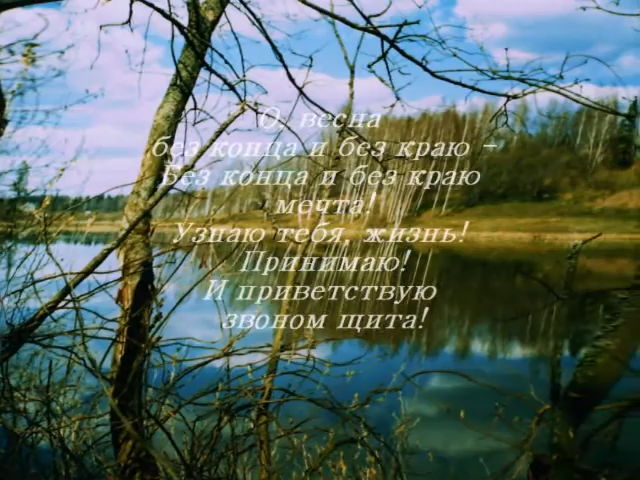 О, весна
без конца и без краю -
Без конца и без краю
мечта!
Узнаю тебя, жизнь!
Принимаю!
И приветствую
звоном щита!